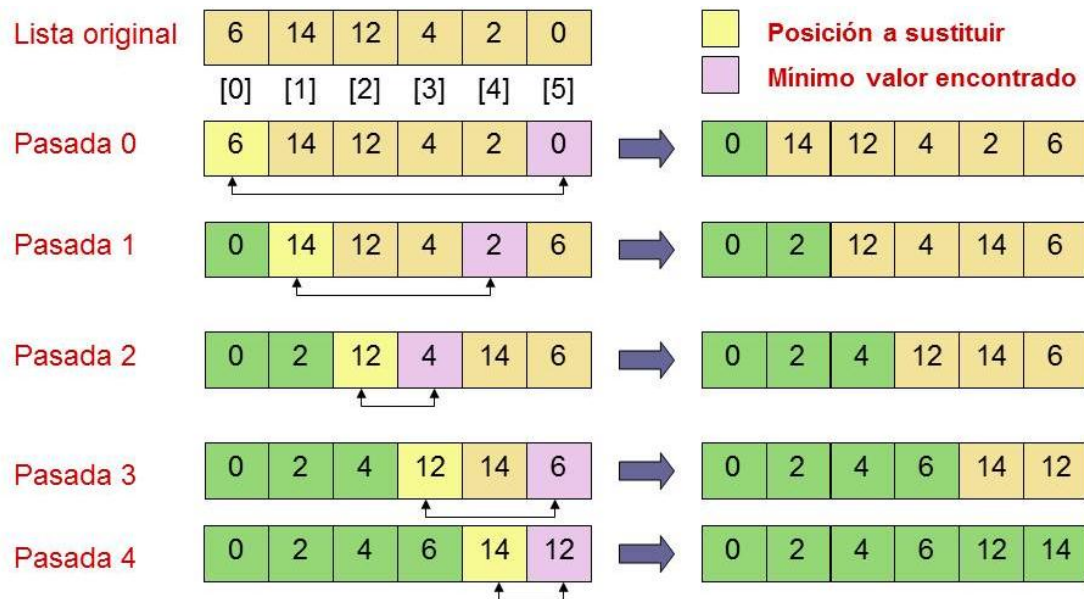 Lista original 6 14 12 4 2 0
Posición a sustituir
[0] [1] [2] [3] [4] [5]
Mínimo valor encontrado
Pasada 0 6 14 12 4 2 0 0 14 12 4 2 6
Pasada 1 0 14 12 4 2 6 0 2 12 4 14 6
Pasada 2 0 2 12 4 14 6 0 2 4 12 14 6
Pasada 3 0 2 4 12 14 6 0 2 4 6 14 12
Pasada 4 0 2 4 6 14 12 0 2 4 6 12 14